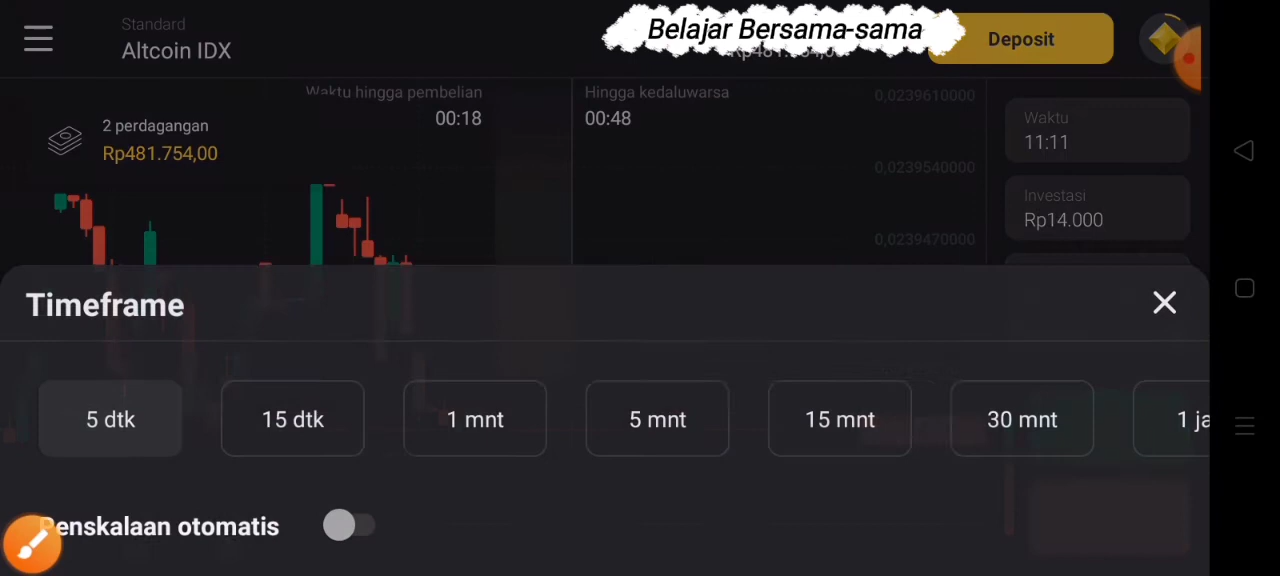 Standard
Altcoin IDX
Belajar Bersama-sama
Deposit
Waktu hingga pembelian
00:18
Hingga kedaluwarsa
00:48
0,0239610000
2 perdagangan
Rp481.754,00
0,0239540000
0,0239470000
Waktu
11:11
Investasi
Rp14.000
Timeframe
5 dtk
15 dtk
1 mnt
5 mnt
15 mnt
30 mnt
1 ja
Penskalaan otomatis